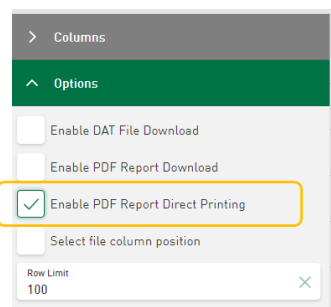 Columns
Options
Enable DAT File Download
Enable PDF Report Download
Enable PDF Report Direct Printing
Select file column position
Row Limit
100